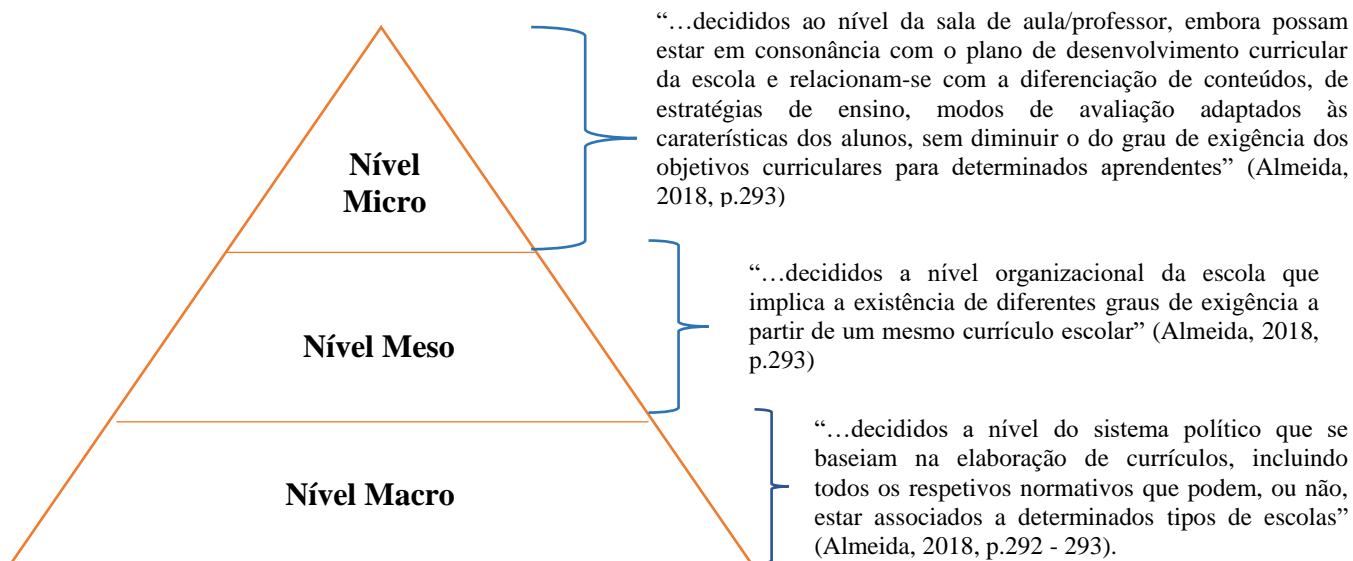 “…decididos ao nível da sala de aula/professor, embora possam
estar em consonância com o plano de desenvolvimento curricular
da escola e relacionam-se com a diferenciação de conteúdos, de
estratégias de ensino, modos de avaliação adaptados às
caraterísticas dos alunos, sem diminuir o do grau de exigência dos
objetivos curriculares para determinados aprendentes” (Almeida,
2018, p.293)
Nível
Micro
“…decididos a nível organizacional da escola que
implica a existência de diferentes graus de exigência a
partir de um mesmo currículo escolar” (Almeida, 2018,
p.293)
Nível Meso
“…decididos a nível do sistema político que se
baseiam na elaboração de currículos, incluindo
todos os respetivos normativos que podem, ou não,
estar associados a determinados tipos de escolas”
(Almeida, 2018, p.292 - 293).
Nível Macro